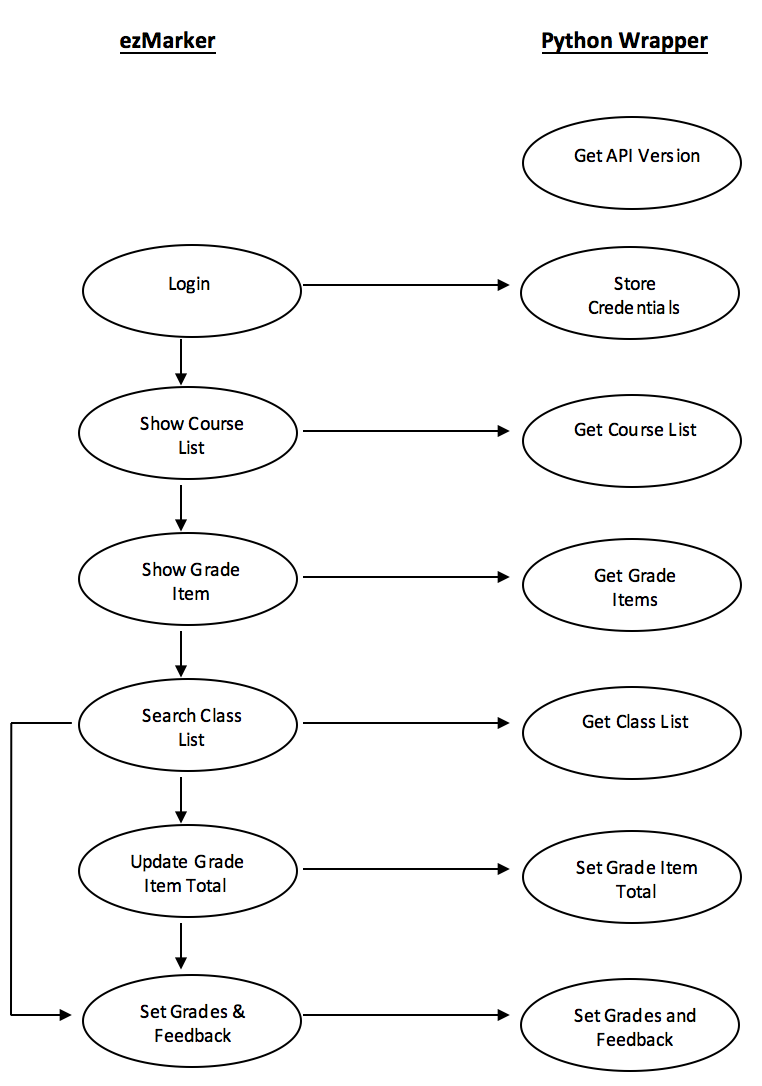 ezMarker
Python Wrapper
Get API Version
Login
Store
Credentials
Show Course
List
Get Course List
Show Grade
Item
Get Grade
Items
Search Class
List
Get Class List
Update Grade
Item Total
Set Grade Item
Total
Set Grades &
Feedback
Set Grades and
Feedback